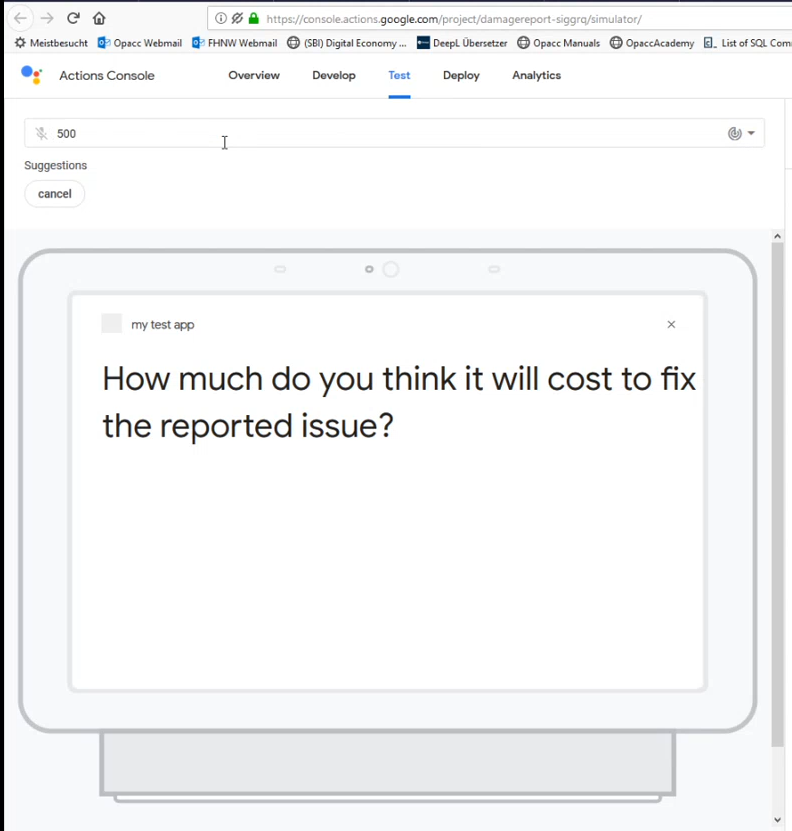 https://console.actions.google.com/project/damagereport-siggrq/simulator/
Meistbesucht Opacc Webmail FHNW Webmail (SBI) Digital Economy ... DeepL Übersetzer Opacc Manuals OpaccAcademy List of SQL Com
Actions Console Overview Develop Test Deploy Analytics
500
Suggestions
cancel
my test app
How much do you think it will cost to fix
the reported issue?